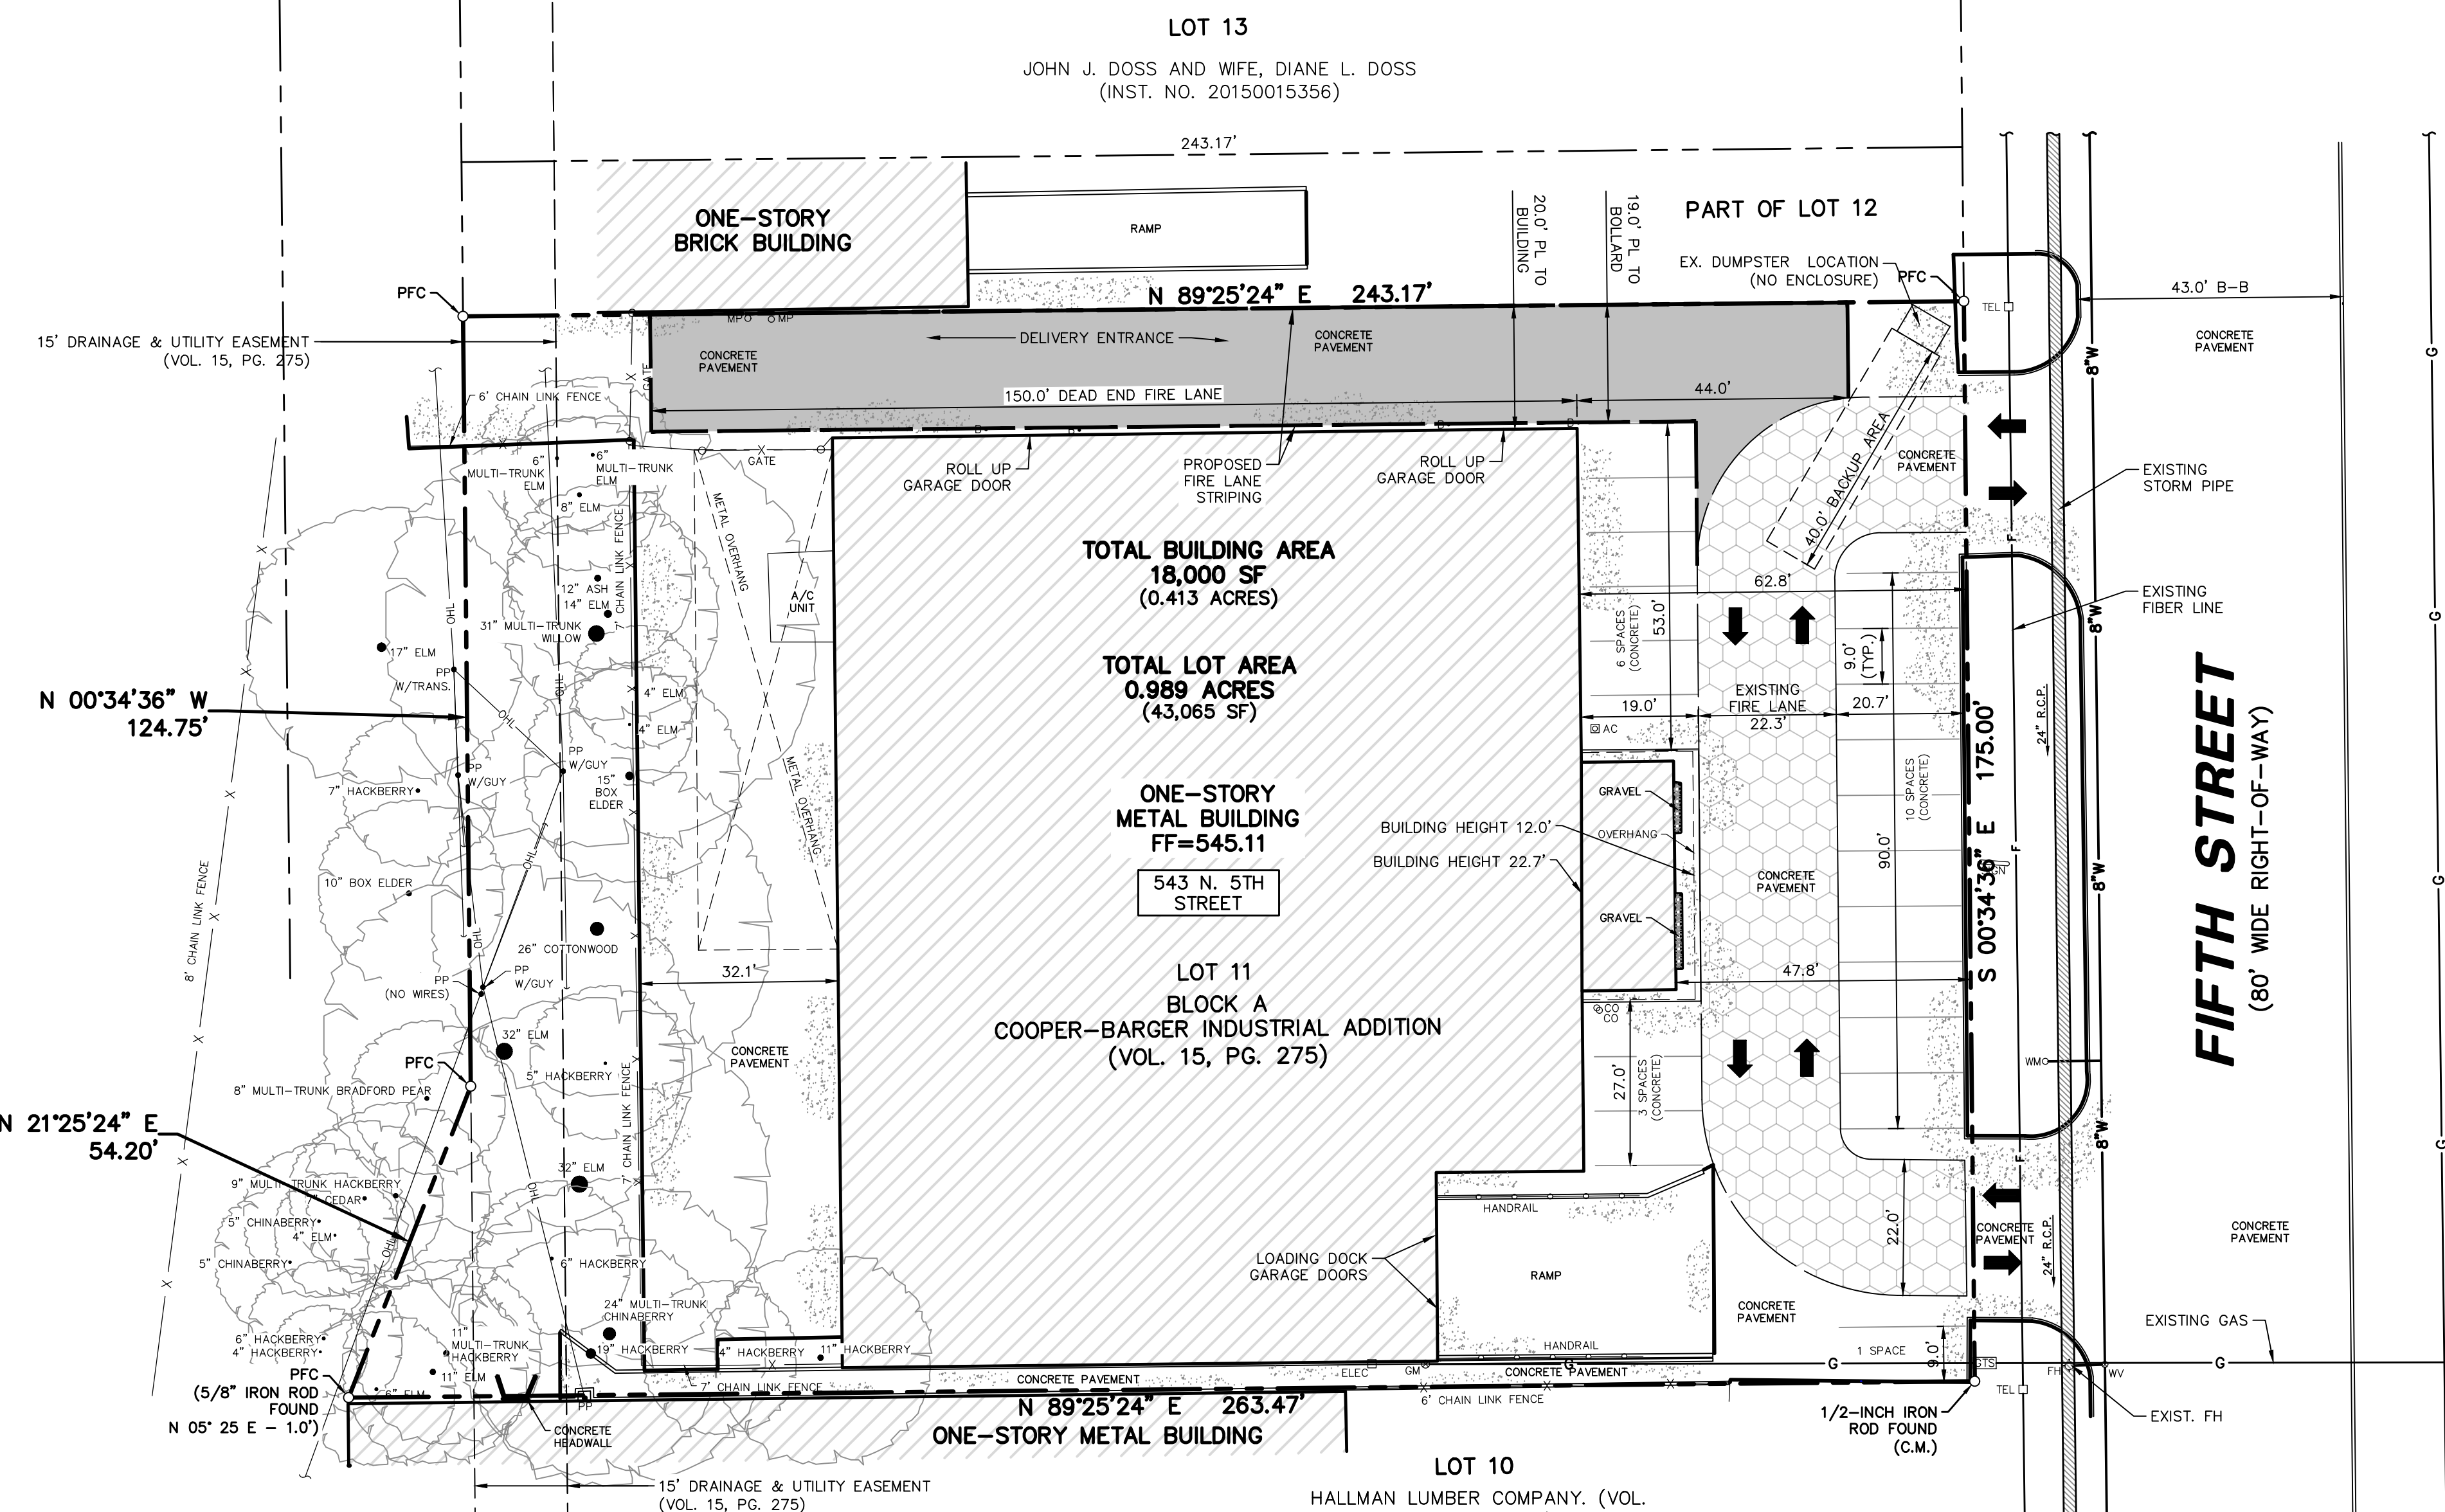 LOT 13
JOHN J. DOSS AND WIFE, DIANE L. DOSS
(INST. NO. 20150015356)
243.17'
ONE-STORY
BRICK BUILDING
RAMP
20.0' PL TO
BUILDING
19.0' PL TO
BOLLARD
PART OF LOT 12
EX. DUMPSTER LOCATION
(NO ENCLOSURE)
PFC
PFC
N 89°25'24" E 243.17'
TEL
43.0' B-B
CONCRETE
PAVEMENT
15' DRAINAGE & UTILITY EASEMENT
(VOL. 15, PG. 275)
MP
MP
DELIVERY ENTRANCE
CONCRETE
PAVEMENT
CONCRETE
PAVEMENT
GATE
X
8"W
G
6' CHAIN LINK FENCE
150.0' DEAD END FIRE LANE
44.0'
40.0' BACKUP AREA
CONCRETE
PAVEMENT
X
B
B
B
B
X
GATE
6"
MULTI-TRUNK
ELM
6"
MULTI-TRUNK
ELM
8" ELM
ROLL UP
GARAGE DOOR
PROPOSED
FIRE LANE
STRIPING
ROLL UP
GARAGE DOOR
EXISTING
STORM PIPE
METAL OVERHANG
7' CHAIN LINK FENCE
TOTAL BUILDING AREA
18,000 SF
(0.413 ACRES)
F
12" ASH
14" ELM
31" MULTI-TRUNK
WILLOW
A/C
UNIT
62.8'
6 SPACES
(CONCRETE)
53.0'
EXISTING
FIBER LINE
8"W
G
OHL
17" ELM
PP
W/TRANS.
OHL
4" ELM
TOTAL LOT AREA
0.989 ACRES
(43,065 SF)
9.0'
(TYP.)
EXISTING
FIRE LANE
19.0'
22.3'
20.7'
N 00°34'36" W
124.75'
OHL
4" ELM
AC
24" R.C.P.
PP
W/GUY
PP
W/GUY
7" HACKBERRY
15"
BOX
ELDER
METAL OVERHANG
ONE-STORY
METAL BUILDING
FF=545.11
543 N. 5TH
STREET
GRAVEL
BUILDING HEIGHT 12.0'
OVERHANG
BUILDING HEIGHT 22.7'
GRAVEL
CONCRETE
PAVEMENT
90.0'
10 SPACES
(CONCRETE)
S 00°34'36" E 175.00'
F
8"W
G
FIFTH STREET
(80' WIDE RIGHT-OF-WAY)
8' CHAIN LINK FENCE
OHL
10" BOX ELDER
26" COTTONWOOD
OHL
PP
W/GUY
PP
(NO WIRES)
32.1'
47.8'
LOT 11
BLOCK A
COOPER-BARGER INDUSTRIAL ADDITION
(VOL. 15, PG. 275)
CO
CO
32" ELM
PFC
5" HACKBERRY
CONCRETE
PAVEMENT
27.0'
3 SPACES
(CONCRETE)
WM
8" MULTI-TRUNK BRADFORD PEAR
7' CHAIN LINK FENCE
N 21°25'24" E
54.20'
8"W
F
G
32" ELM
9" MULTI-TRUNK HACKBERRY
7" CEDAR
OHL
5" CHINABERRY
4" ELM
OHL
5" CHINABERRY
6" HACKBERRY
HANDRAIL
22.0'
CONCRETE
PAVEMENT
CONCRETE
PAVEMENT
24" R.C.P.
LOADING DOCK
GARAGE DOORS
RAMP
24" MULTI-TRUNK
CHINABERRY
CONCRETE
PAVEMENT
EXISTING GAS
6" HACKBERRY
4" HACKBERRY
11"
MULTI-TRUNK
HACKBERRY
19" HACKBERRY
4" HACKBERRY
11" HACKBERRY
HANDRAIL
1 SPACE
9.0'
ELEC
GM
G
G
GTS
FH
WV
G
PFC
(5/8" IRON ROD
FOUND
N 05° 25 E - 1.0')
11" ELM
6" ELM
7' CHAIN LINK FENCE
CONCRETE PAVEMENT
CONCRETE PAVEMENT
6' CHAIN LINK FENCE
TEL
PP
N 89°25'24" E 263.47'
CONCRETE
HEADWALL
ONE-STORY METAL BUILDING
1/2-INCH IRON
ROD FOUND
(C.M.)
EXIST. FH
LOT 10
15' DRAINAGE & UTILITY EASEMENT
(VOL. 15, PG. 275)
HALLMAN LUMBER COMPANY. (VOL.